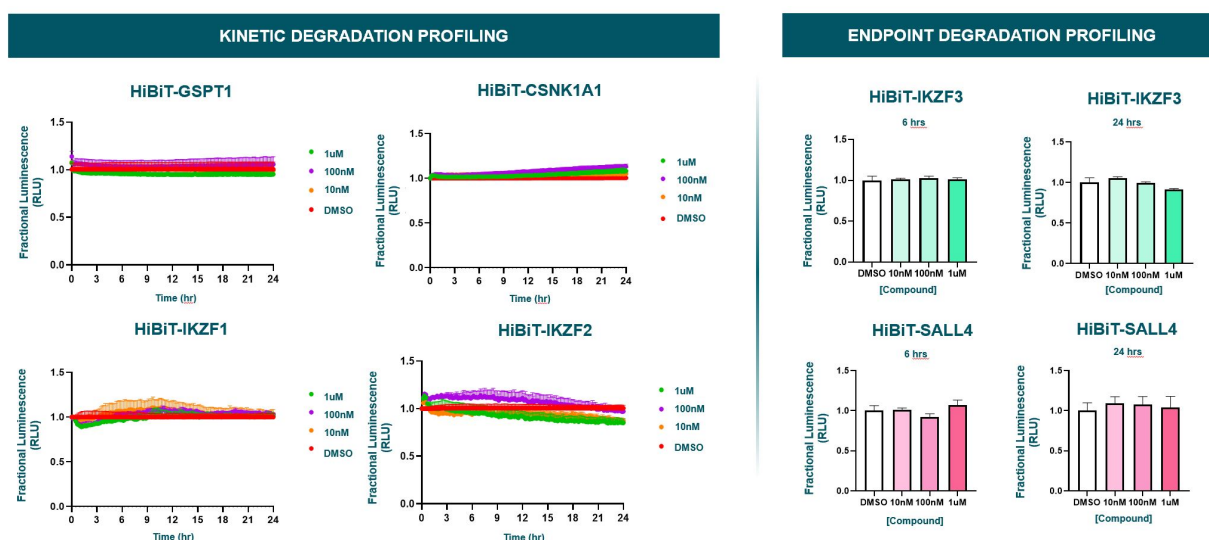 KINETIC DEGRADATION PROFILING
HiBiT-GSPT1
Fractional Luminescence
(RLU)
1.5
1.0
0.5
0.0
0 3 6 9 12 15 18 21 24
Time (hr)
1uM
100nM
10nM
DMSO
HiBiT-CSNK1A1
Fractional Luminescence
(RLU)
1.5
1.0
0.5
0.0
0 3 6 9 12 15 18 21 24
Time (hr)
1uM
100nM
10nM
DMSO
HiBiT-IKZF1
Fractional Luminescence
(RLU)
1.5
1.0
0.5
0.0
0 3 6 9 12 15 18 21 24
Time (hr)
1uM
100nM
10nM
DMSO
HiBiT-IKZF2
Fractional Luminescence
(RLU)
1.5
1.0
0.5
0.0
0 3 6 9 12 15 18 21 24
Time (hr)
1uM
100nM
10nM
DMSO
ENDPOINT DEGRADATION PROFILING
HiBiT-IKZF3
6 hrs
Fractional Luminescence
(RLU)
1.5
1.0
0.5
0.0
DMSO 10nM 100nM 1uM
[Compound]
HiBiT-IKZF3
24 hrs
Fractional Luminescence
(RLU)
1.5
1.0
0.5
0.0
DMSO 10nM 100nM 1uM
[Compound]
HiBiT-SALL4
6 hrs
Fractional Luminescence
(RLU)
1.5
1.0
0.5
0.0
DMSO 10nM 100nM 1uM
[Compound]
HiBiT-SALL4
24 hrs
Fractional Luminescence
(RLU)
1.5
1.0
0.5
0.0
DMSO 10nM 100nM 1uM
[Compound]